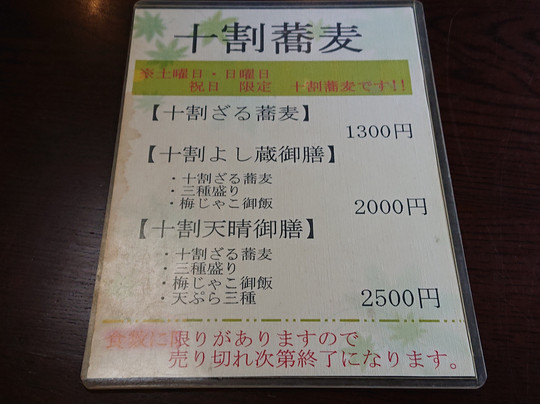 十割蕎麦
※土曜日・日曜日
祝日 限定 十割蕎麦です!!
【十割ざる蕎麦】
1300円
【十割よし蔵御膳】
・十割ざる蕎麦
・三種盛り
・梅じゃこ御飯
2000円
【十割天晴御膳】
・十割ざる蕎麦
・三種盛り
・梅じゃこ御飯
・天ぷら三種
2500円
食数に限りがありますので
売り切れ次第終了になります。